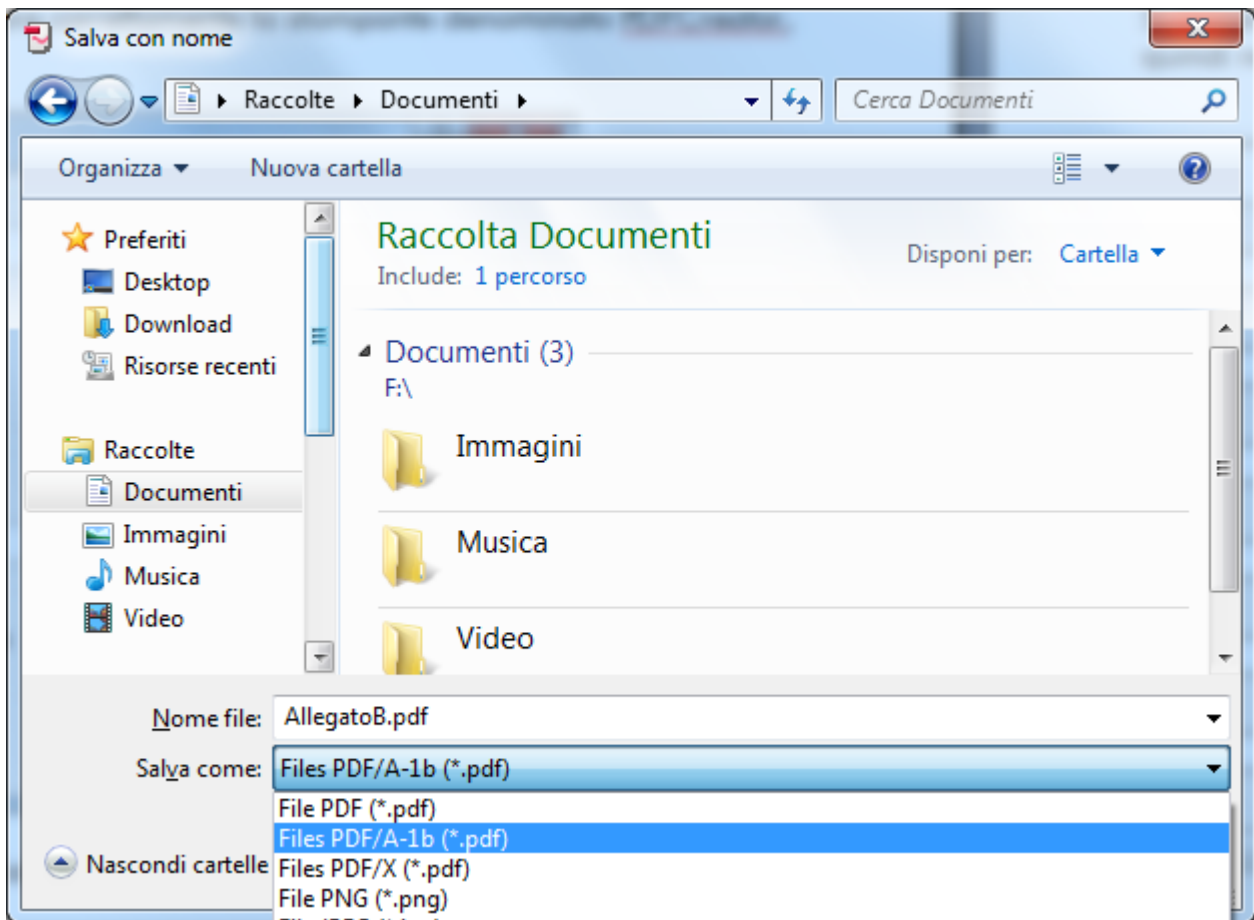 Salva con nome
Raccolte Documenti
Cerca Documenti
Organizza Nuova cartella
Preferiti
Desktop
Download
Risorse recenti
Raccolte
Documenti
Immagini
Musica
Video
Raccolta Documenti
Include: 1 percorso
Disponi per: Cartella
Documenti (3)
F:\
Immagini
Musica
Video
Nome file: AllegatoB.pdf
Salva come: Files PDF/A-1b (*.pdf)
File PDF (*.pdf)
Files PDF/A-1b (*.pdf)
Files PDF/X (*.pdf)
File PNG (*.png)
Nascondi cartelle